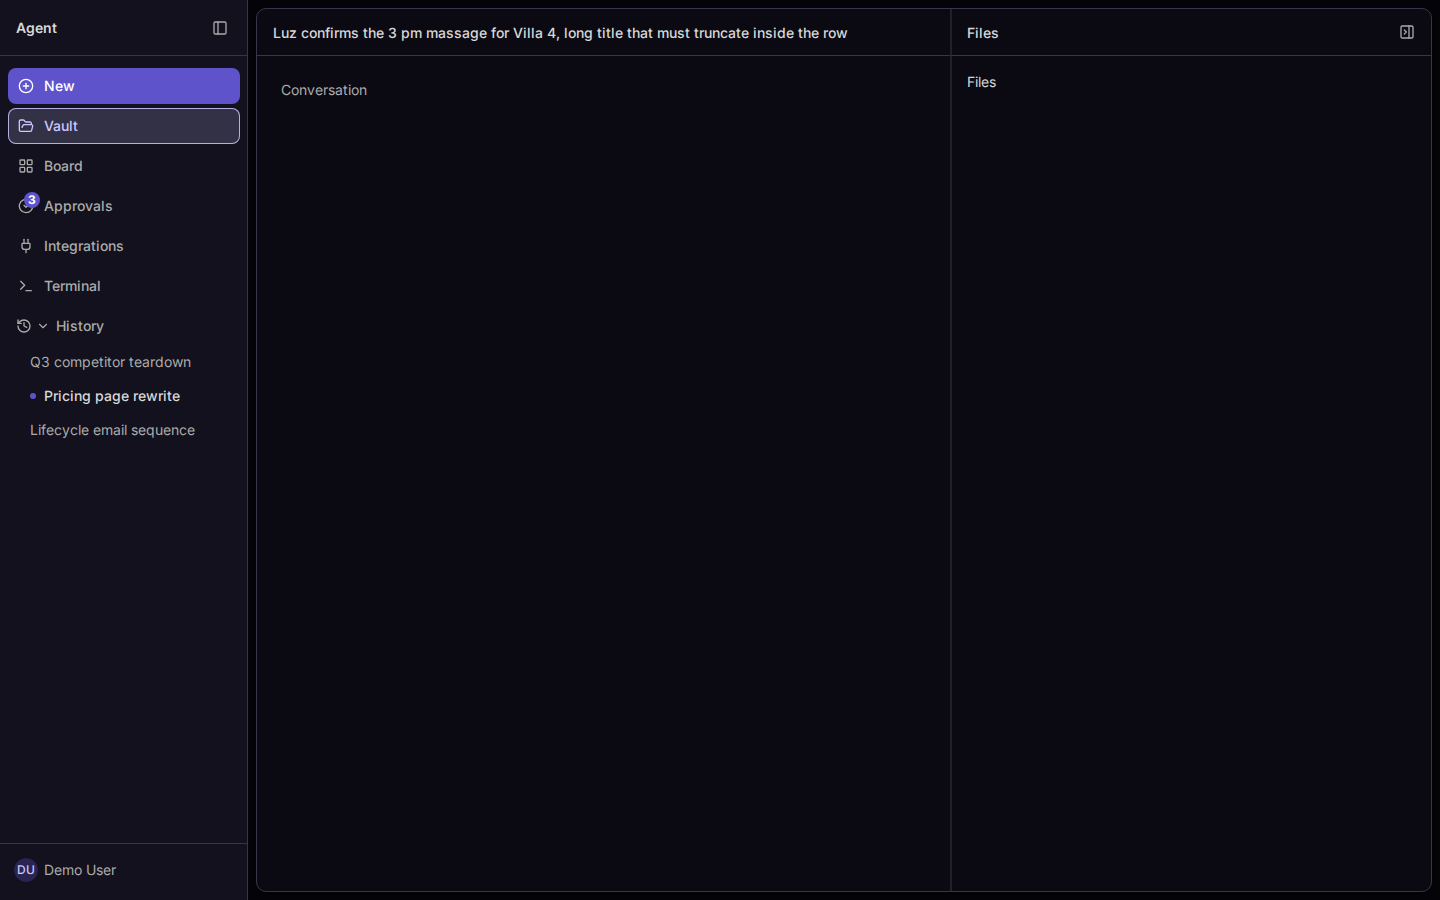 Agent
New
Vault
Board
3
Approvals
Integrations
Terminal
History
Q3 competitor teardown
Pricing page rewrite
Lifecycle email sequence
DU
Demo User
Luz confirms the 3 pm massage for Villa 4, long title that must truncate inside the row
Conversation
Files
Files